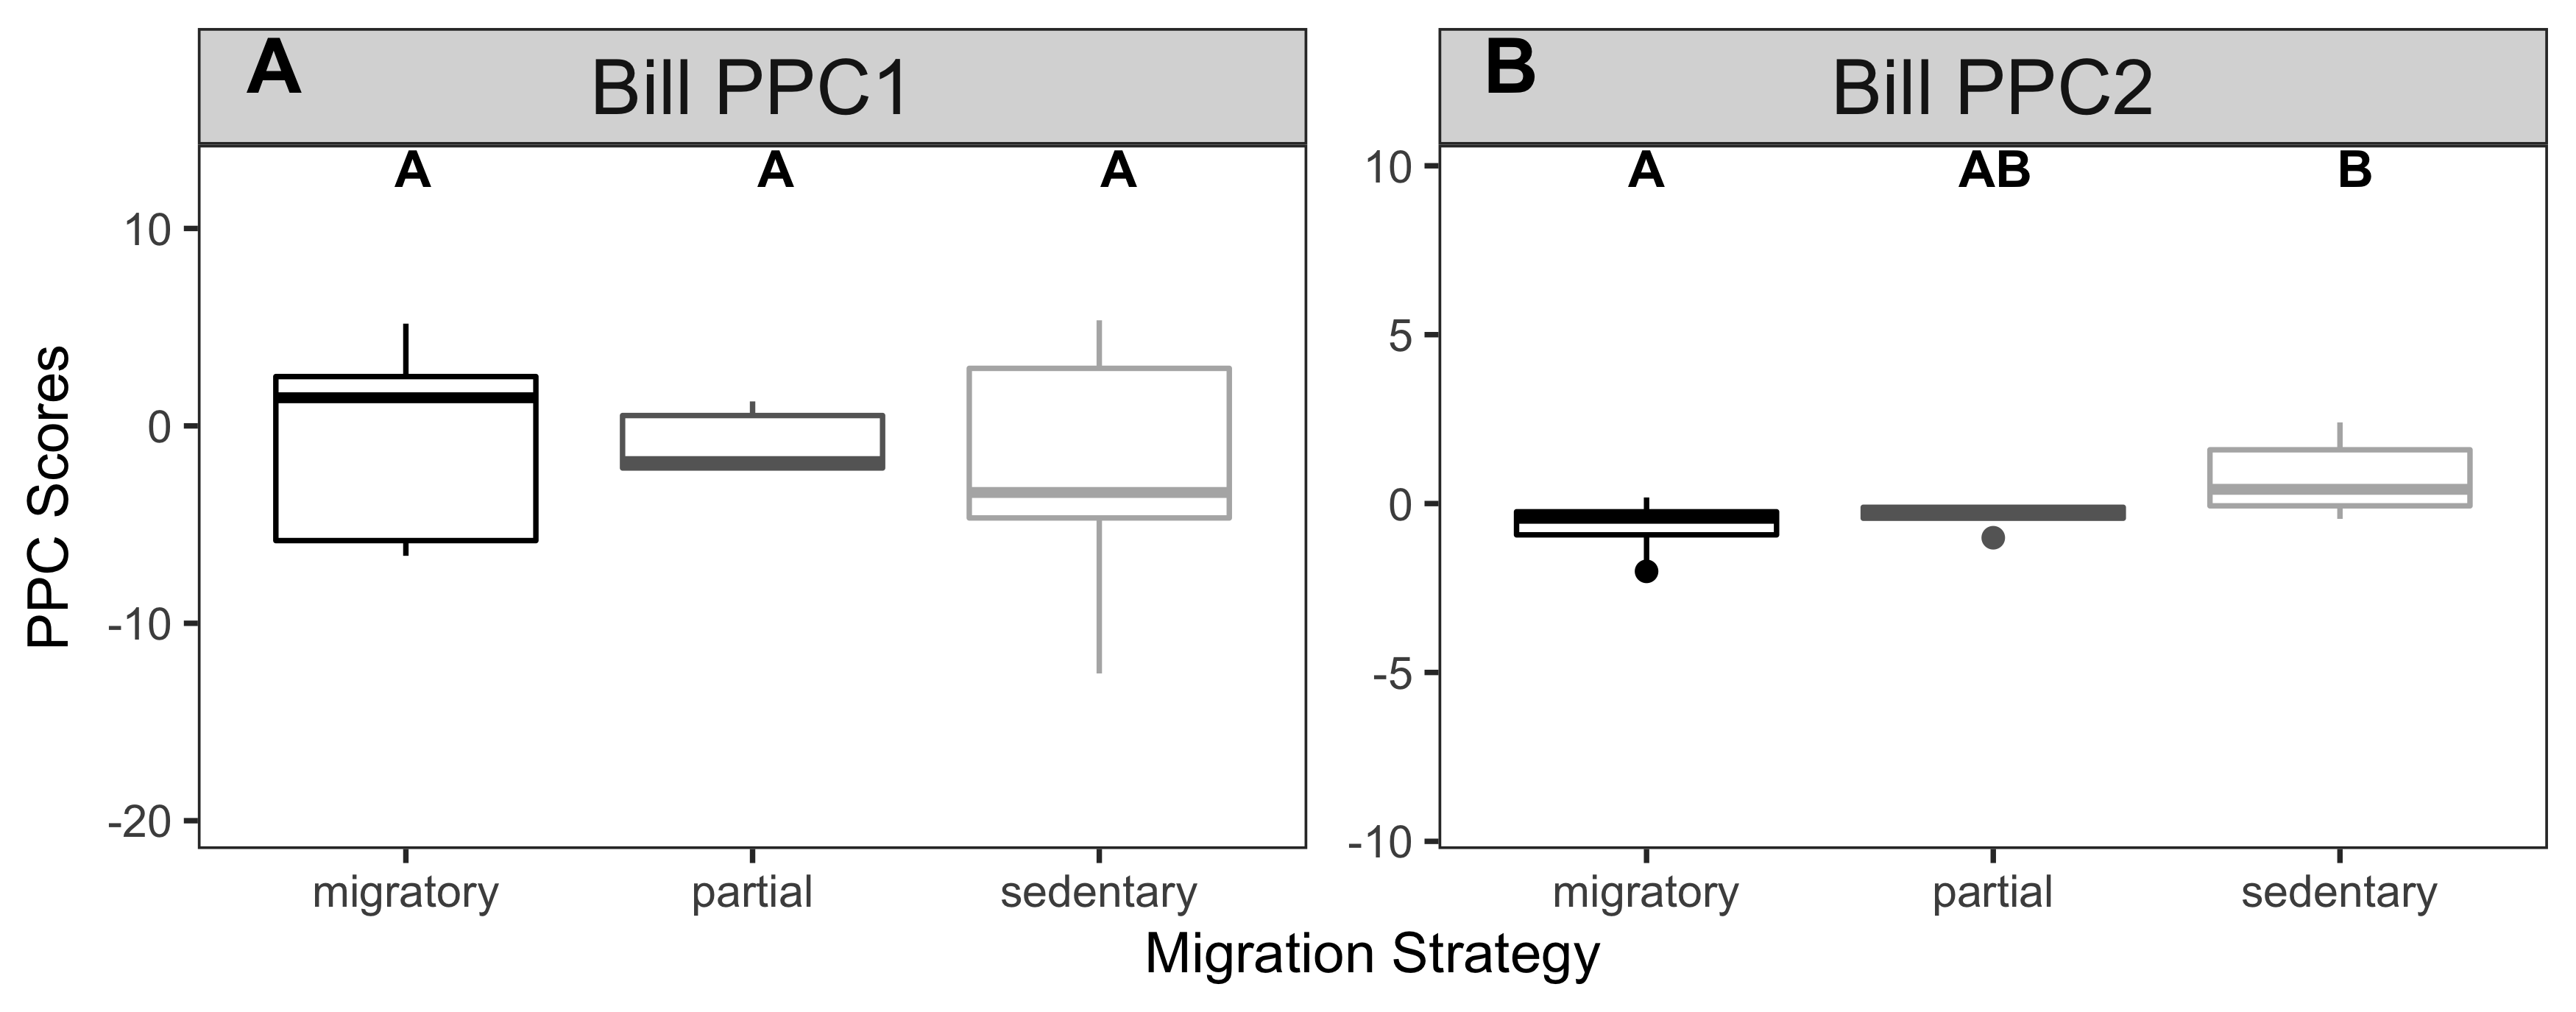 A Bill PPC1
A A A
10
0
-10
-20
PPC Scores
migratory partial sedentary
B Bill PPC2
A AB B
10
5
0
-5
-10
migratory partial sedentary
Migration Strategy